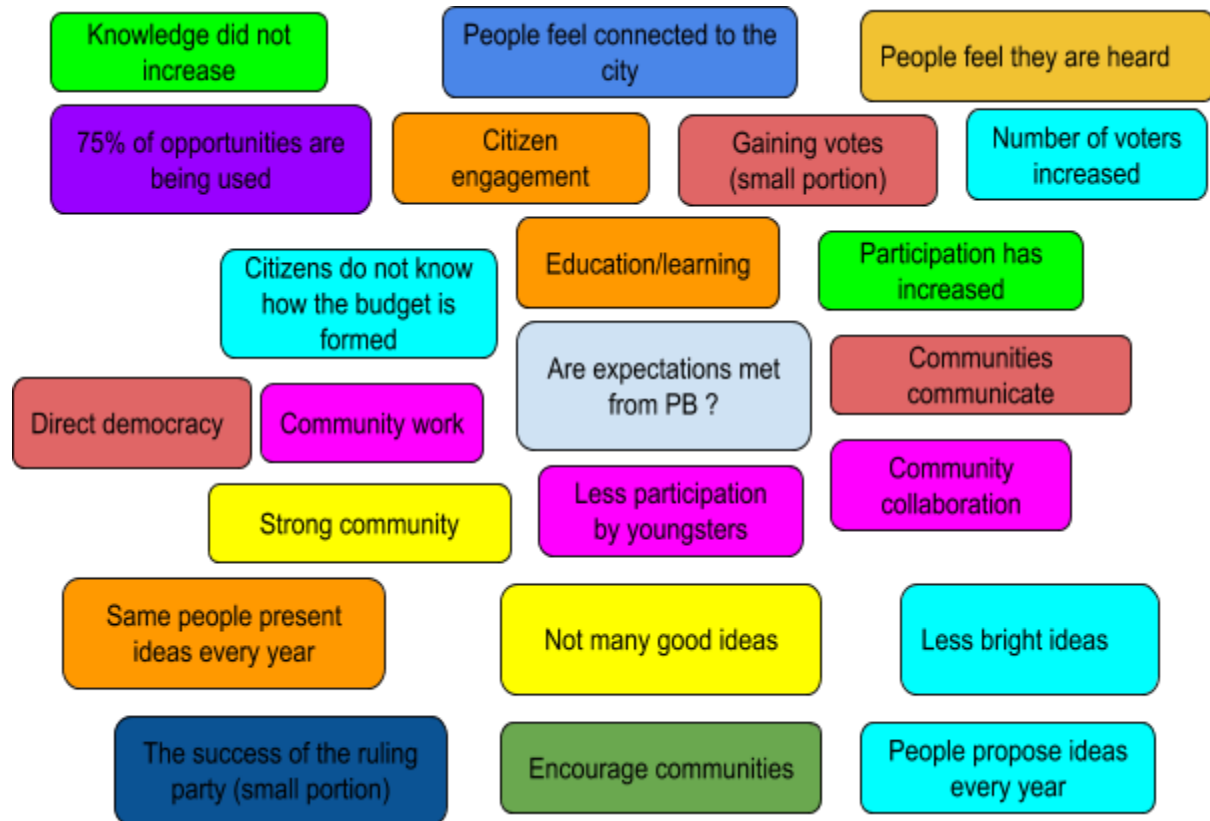 Knowledge did not
increase
People feel connected to the
city
People feel they are heard
75% of opportunities are
being used
Citizen
engagement
Gaining votes
(small portion)
Number of voters
increased
Citizens do not know
how the budget is
formed
Education/learning
Participation has
increased
Are expectations met
from PB ?
Communities
communicate
Direct democracy
Community work
Community
collaboration
Strong community
Less participation
by youngsters
Same people present
ideas every year
Not many good ideas
Less bright ideas
The success of the ruling
party (small portion)
Encourage communities
People propose ideas
every year